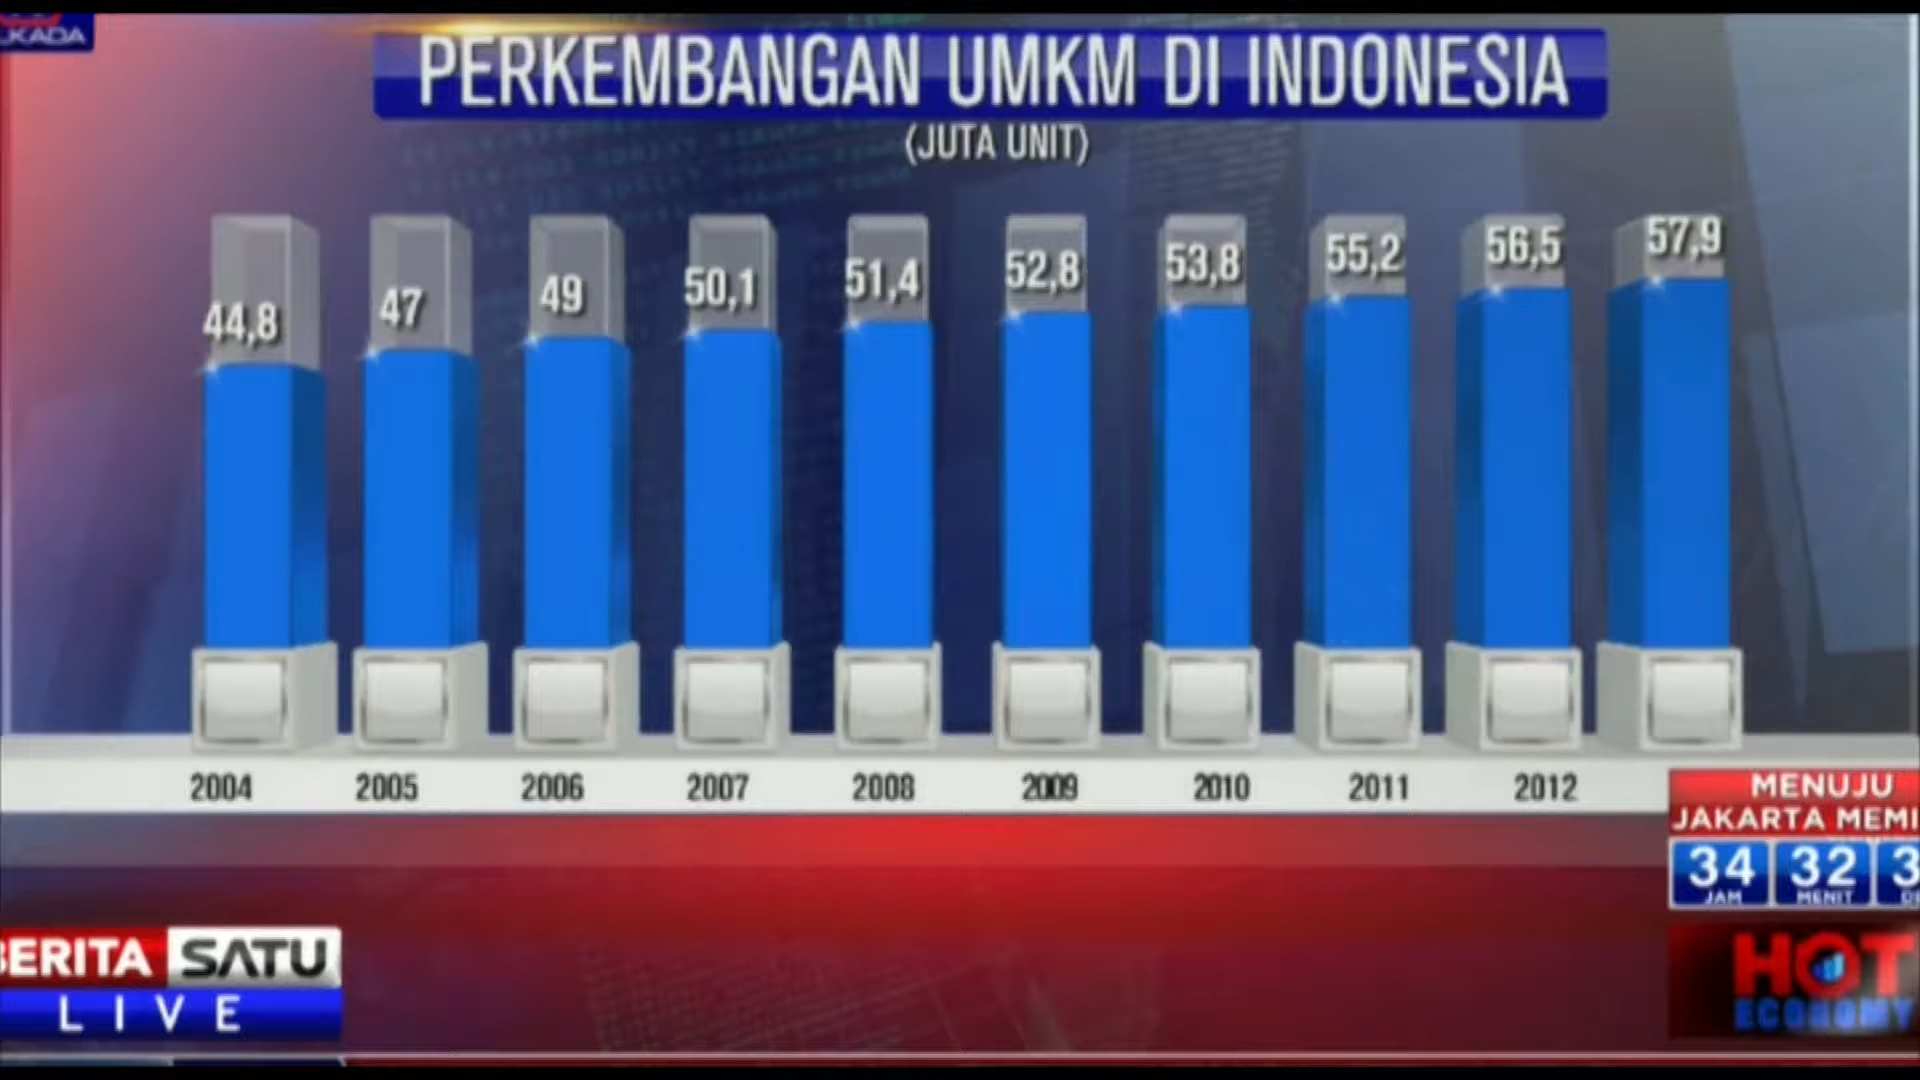 PERKEMBANGAN UMKM DI INDONESIA
(JUTA UNIT)
44,8 47 49 50,1 51,4 52,8 53,8 55,2 56,5 57,9
2004 2005 2006 2007 2008 2009 2010 2011 2012
MENUJU
JAKARTA MEMI
34 32 3
JAM MENIT
BERITA SATU
LIVE
HOT
ECONOMY